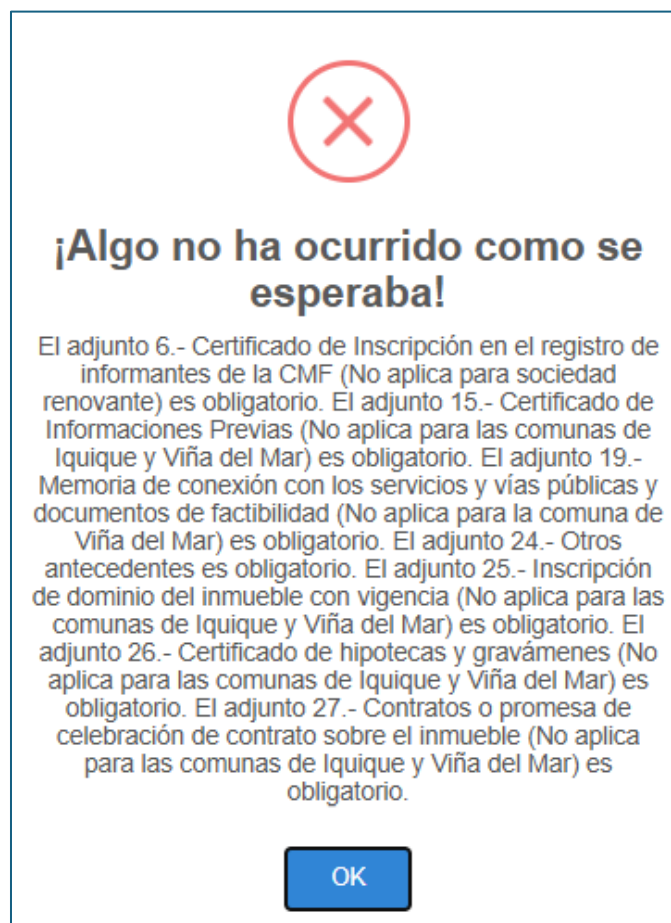 ¡Algo no ha ocurrido como se
esperaba!
El adjunto 6.- Certificado de Inscripción en el registro de
informantes de la CMF (No aplica para sociedad
renovante) es obligatorio. El adjunto 15.- Certificado de
Informaciones Previas (No aplica para las comunas de
Iquique y Viña del Mar) es obligatorio. El adjunto 19.-
Memoria de conexión con los servicios y vías públicas y
documentos de factibilidad (No aplica para la comuna de
Viña del Mar) es obligatorio. El adjunto 24.- Otros
antecedentes es obligatorio. El adjunto 25.- Inscripción
de dominio del inmueble con vigencia (No aplica para las
comunas de Iquique y Viña del Mar) es obligatorio. El
adjunto 26.- Certificado de hipotecas y gravámenes (No
aplica para las comunas de Iquique y Viña del Mar) es
obligatorio. El adjunto 27.- Contratos o promesa de
celebración de contrato sobre el inmueble (No aplica
para las comunas de Iquique y Viña del Mar) es
obligatorio.
OK